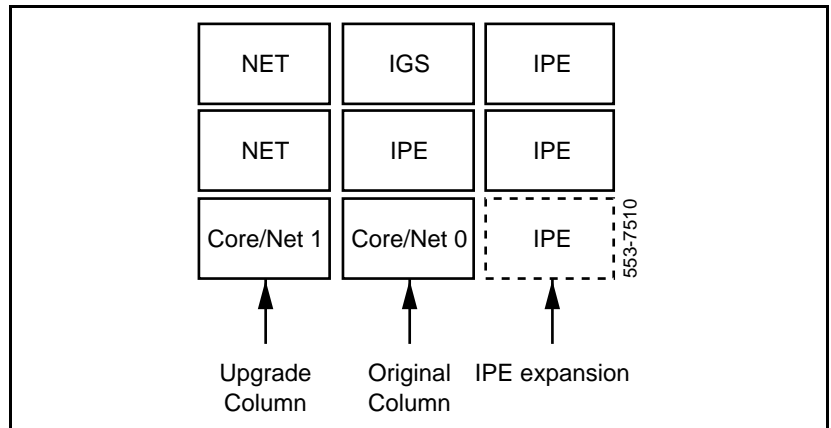 NET
IGS
IPE
NET
IPE
IPE
Core/Net 1
Core/Net 0
IPE
553-7510
Upgrade
Column
Original
Column
IPE expansion